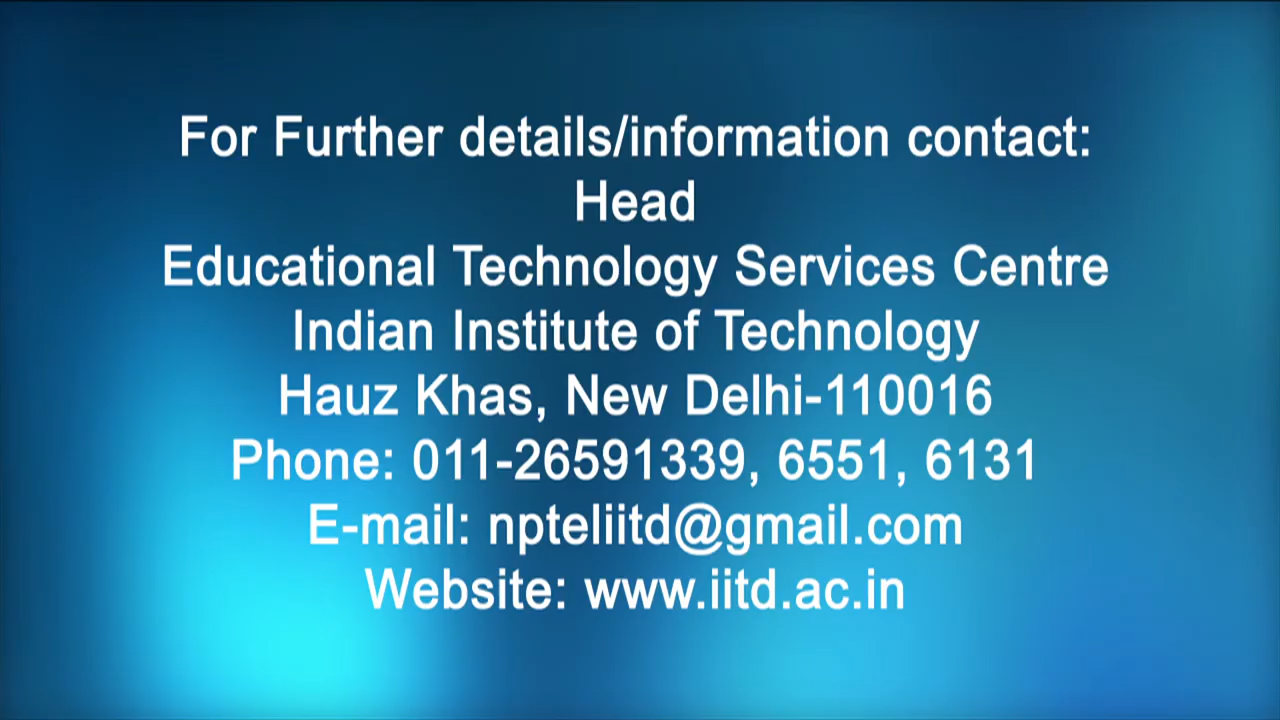 For Further details/information contact:
Head
Educational Technology Services Centre
Indian Institute of Technology
Hauz Khas, New Delhi-110016
Phone: 011-26591339, 6551, 6131
E-mail: npteliitd@gmail.com
Website: www.iitd.ac.in